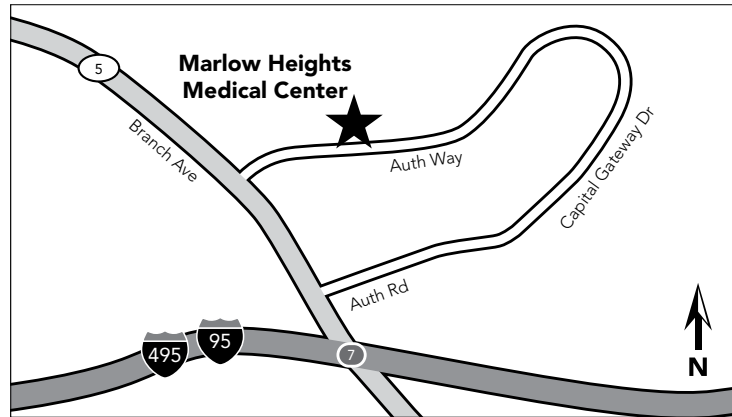 5
Marlow Heights
Medical Center
Branch Ave
Auth Way
Capital Gateway Dr
Auth Rd
495
95
7
N